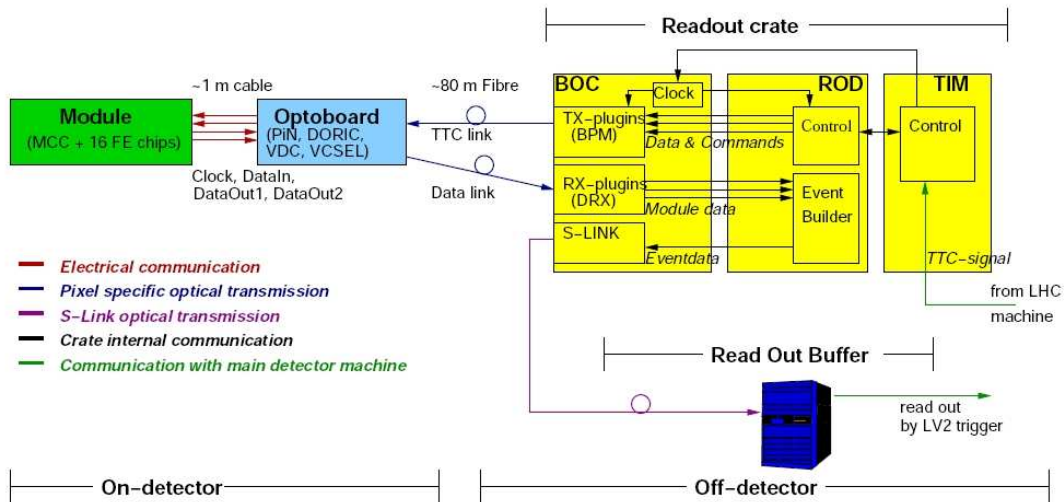 Readout crate
~1 m cable
~80 m Fibre
BOC
ROD
TIM
Clock
Module
(MCC + 16 FE chips)
Optoboard
(PiN, DORIC,
VDC, VCSEL)
TTC link
TX-plugins
(BPM)
Data & Commands
Control
Control
Clock, DataIn,
DataOut1, DataOut2
Data link
RX-plugins
(DRX)
Module data
Event
Builder
S-LINK
Eventdata
TTC-signal
from LHC
machine
Electrical communication
Pixel specific optical transmission
S-Link optical transmission
Crate internal communication
Communication with main detector machine
Read Out Buffer
read out
by LV2 trigger
On-detector
Off-detector